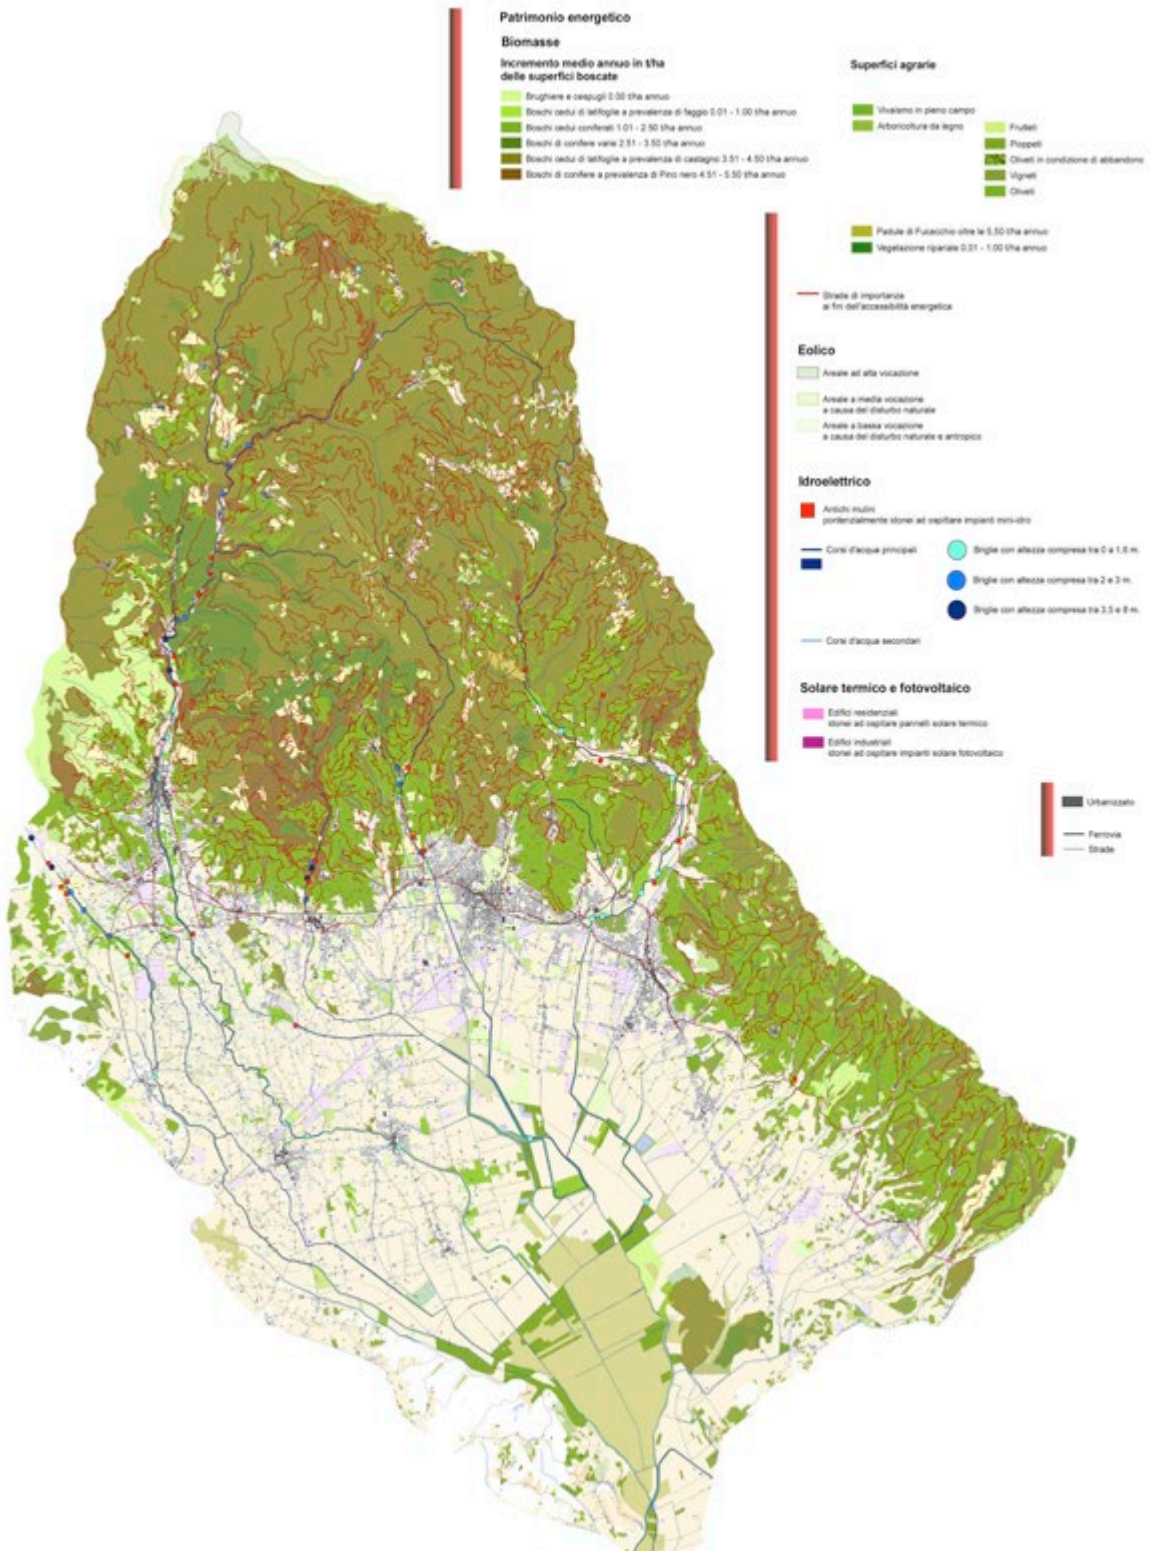 Patrimonio energetico
Biomasse
Incremento medio annuo in t/ha
delle superfici boscate
Brughiere e cespugli 0.00 t/ha annuo
Boschi cedui di latifoglie a prevalenza di faggio 0.01 - 1.00 t/ha annuo
Boschi cedui coniferati 1.01 - 2.50 t/ha annuo
Boschi di conifere varie 2.51 - 3.50 t/ha annuo
Boschi cedui di latifoglie a prevalenza di castagno 3.51 - 4.50 t/ha annuo
Boschi di conifere a prevalenza di Pino nero 4.51 - 5.50 t/ha annuo
Superfici agrarie
Vivaismo in pieno campo
Arboricoltura da legno
Frutteti
Pioppeti
Oliveti in condizione di abbandono
Vigneti
Oliveti
Padule di Fucecchio oltre le 5,50 t/ha annuo
Vegetazione ripariale 0.01 - 1.00 t/ha annuo
Strade di importanza
ai fini dell'accessibilità energetica
Eolico
Areale ad alta vocazione
Areale a media vocazione
a causa del disturbo naturale
Areale a bassa vocazione
a causa del disturbo naturale e antropico
Idroelettrico
Antichi mulini
pontenzialmente idonei ad ospitare impianti mini-idro
Corsi d'acqua principali
Briglie con altezza compresa tra 0 a 1,6 m.
Briglie con altezza compresa tra 2 e 3 m.
Briglie con altezza compresa tra 3,5 e 8 m.
Corsi d'acqua secondari
Solare termico e fotovoltaico
Edifici residenziali
idonei ad ospitare pannelli solare termico
Edifici industriali
idonei ad ospitare impianti solare fotovoltaico
Urbanizzato
Ferrovia
Strade